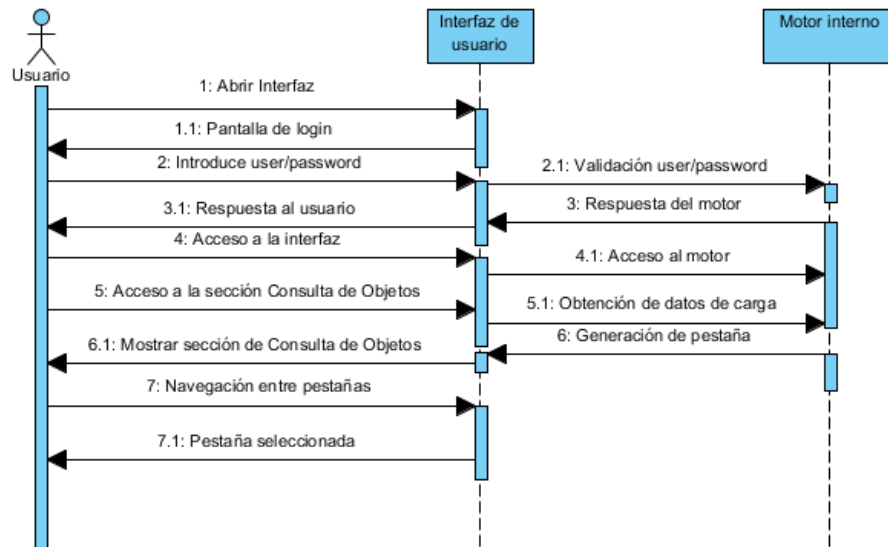 Usuario
Interfaz de
usuario
Motor interno
1: Abrir Interfaz
1.1: Pantalla de login
2: Introduce user/password
2.1: Validación user/password
3: Respuesta del motor
3.1: Respuesta al usuario
4: Acceso a la interfaz
4.1: Acceso al motor
5: Acceso a la sección Consulta de Objetos
5.1: Obtención de datos de carga
6: Generación de pestaña
6.1: Mostrar sección de Consulta de Objetos
7: Navegación entre pestañas
7.1: Pestaña seleccionada